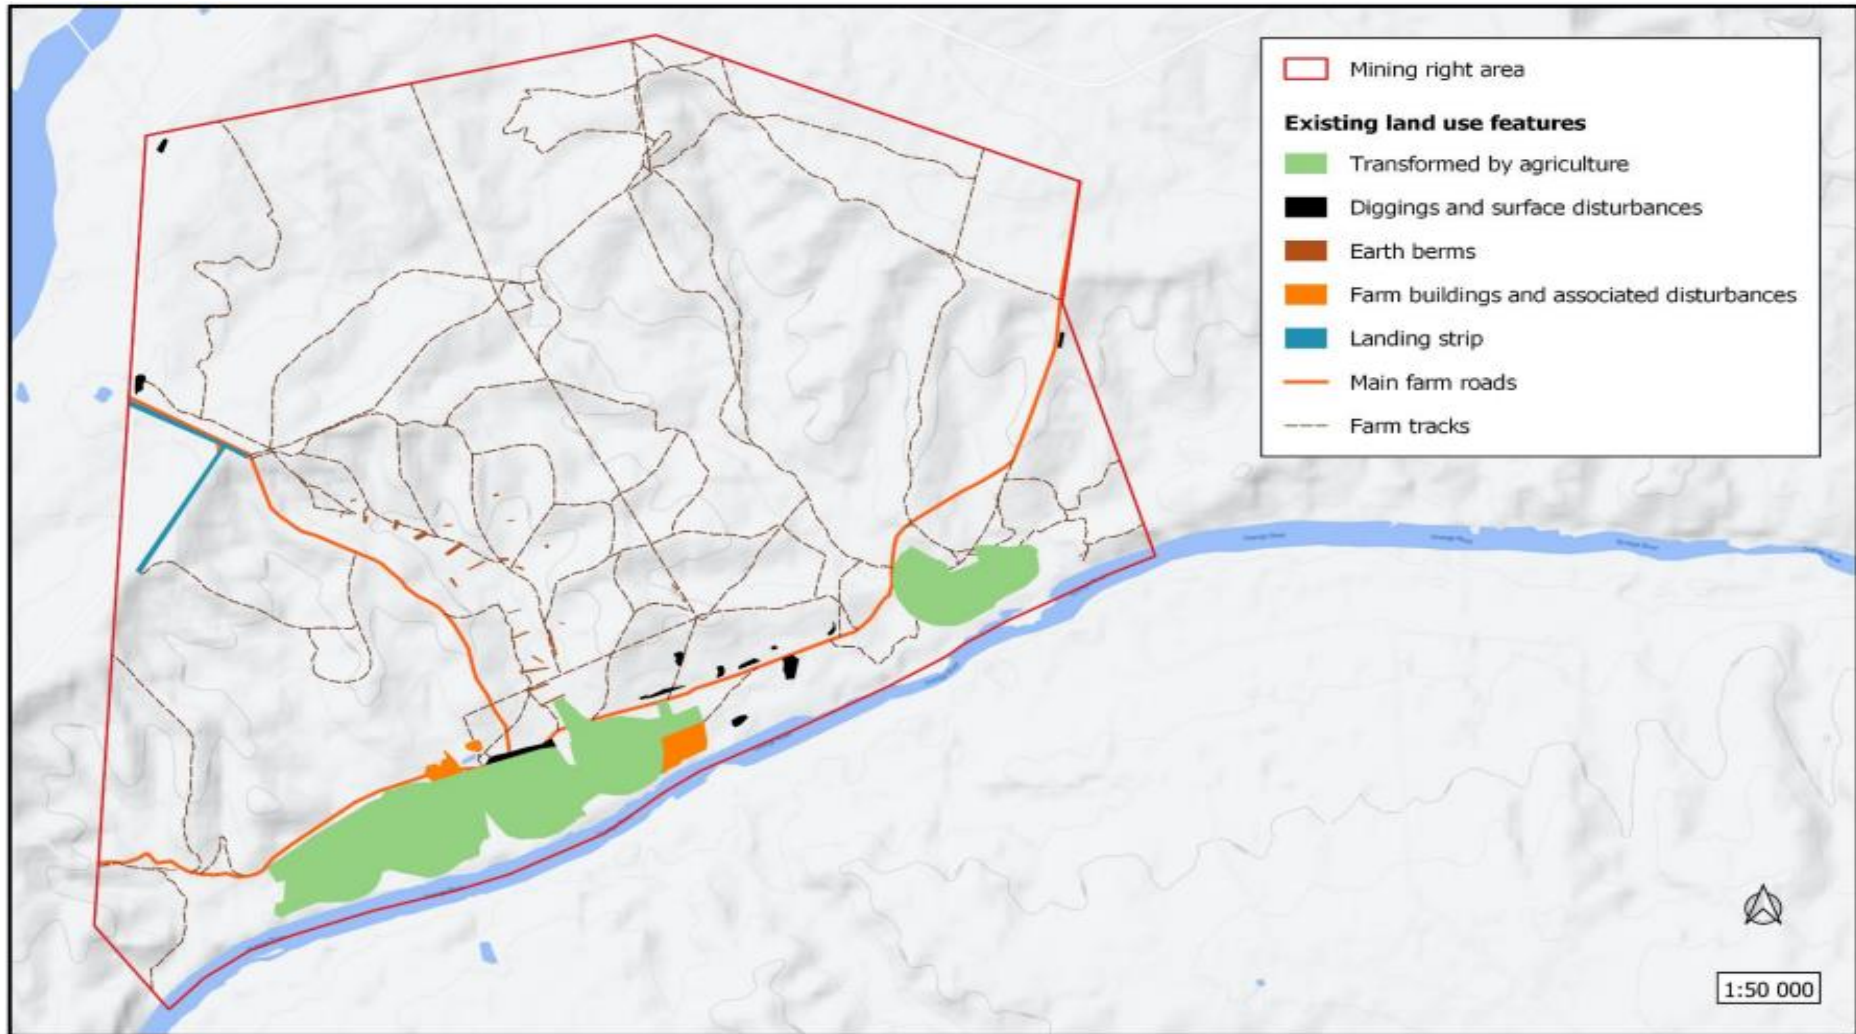 Mining right area
Existing land use features
Transformed by agriculture
Diggings and surface disturbances
Earth berms
Farm buildings and associated disturbances
Landing strip
Main farm roads
Farm tracks
1:50 000